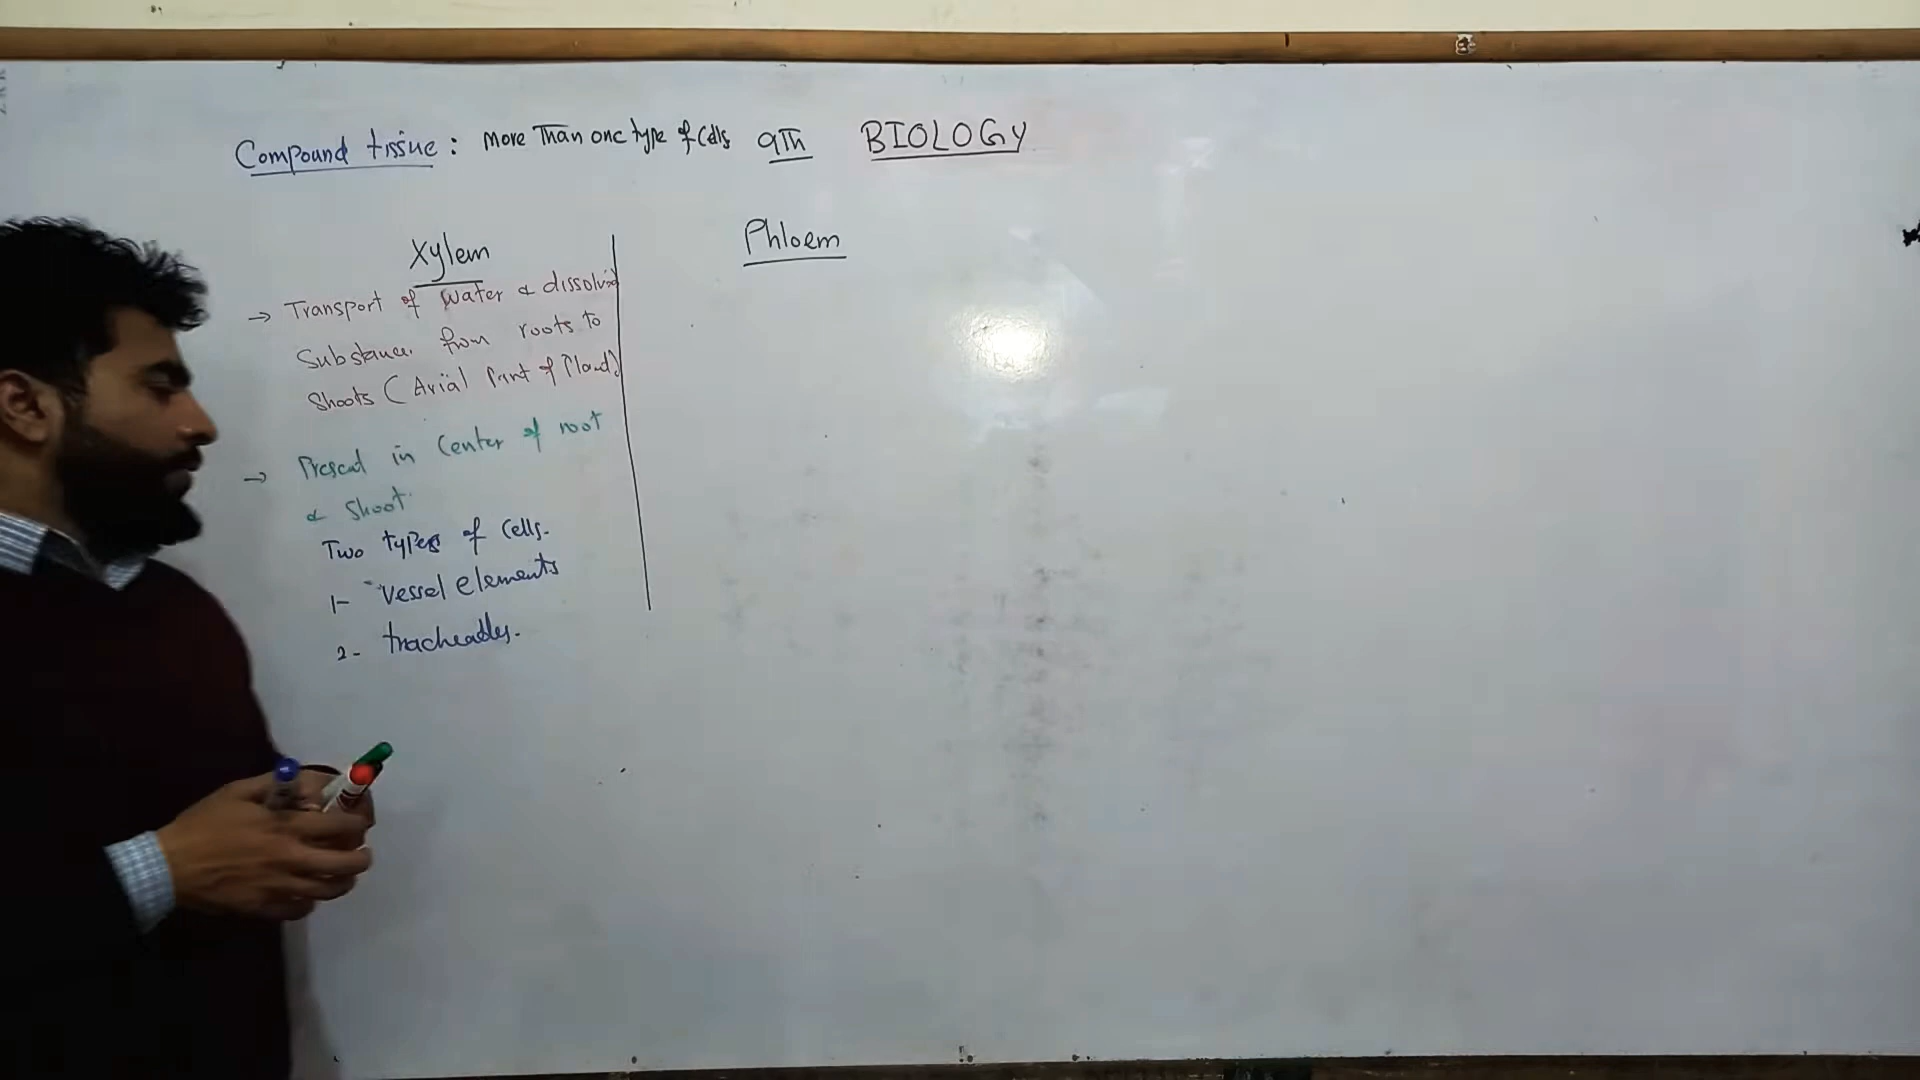 Compound tissue : More Than one type of Cells 9Th BIOLOGY
Xylem
Phloem
→ Transport of water & dissolved
Substance from roots to
Shoots (Arial Part of Plant)
→ Present in Center of root
& Shoot.
Two types of Cells.
1- Vessel elements
2-